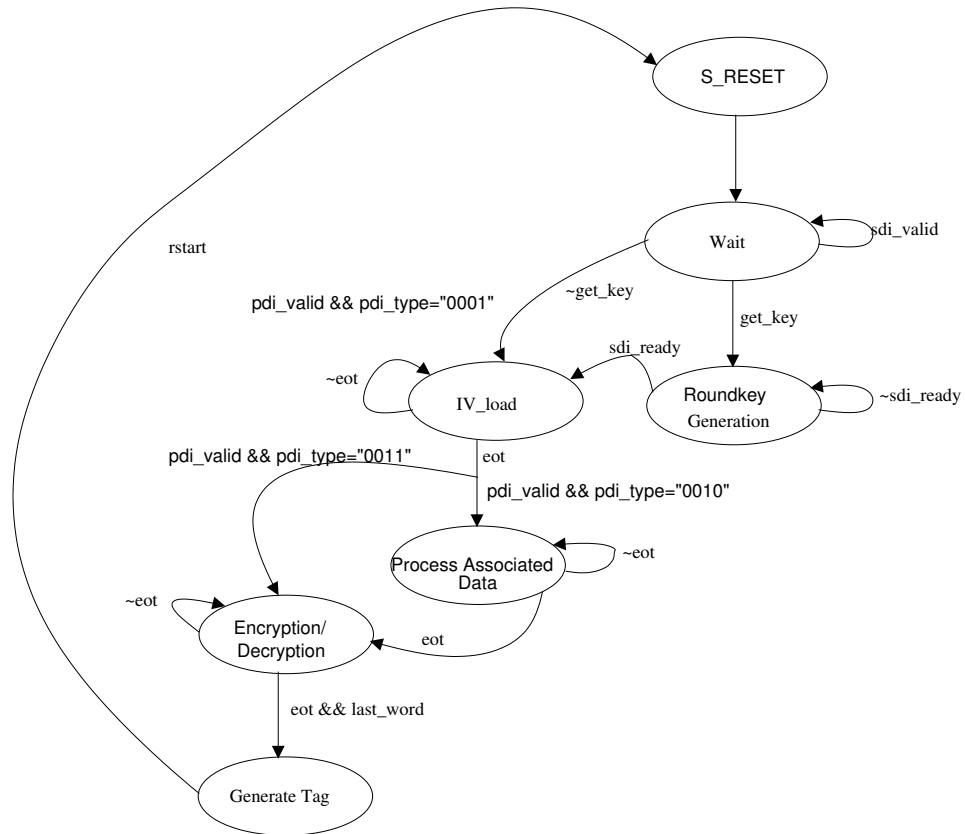 S_RESET
Wait
sdi_valid
rstart
~get_key
pdi_valid && pdi_type="0001"
get_key
sdi_ready
~eot
IV_load
Roundkey
Generation
~sdi_ready
eot
pdi_valid && pdi_type="0011"
pdi_valid && pdi_type="0010"
Process Associated
Data
~eot
~eot
Encryption/
Decryption
eot
eot && last_word
Generate Tag